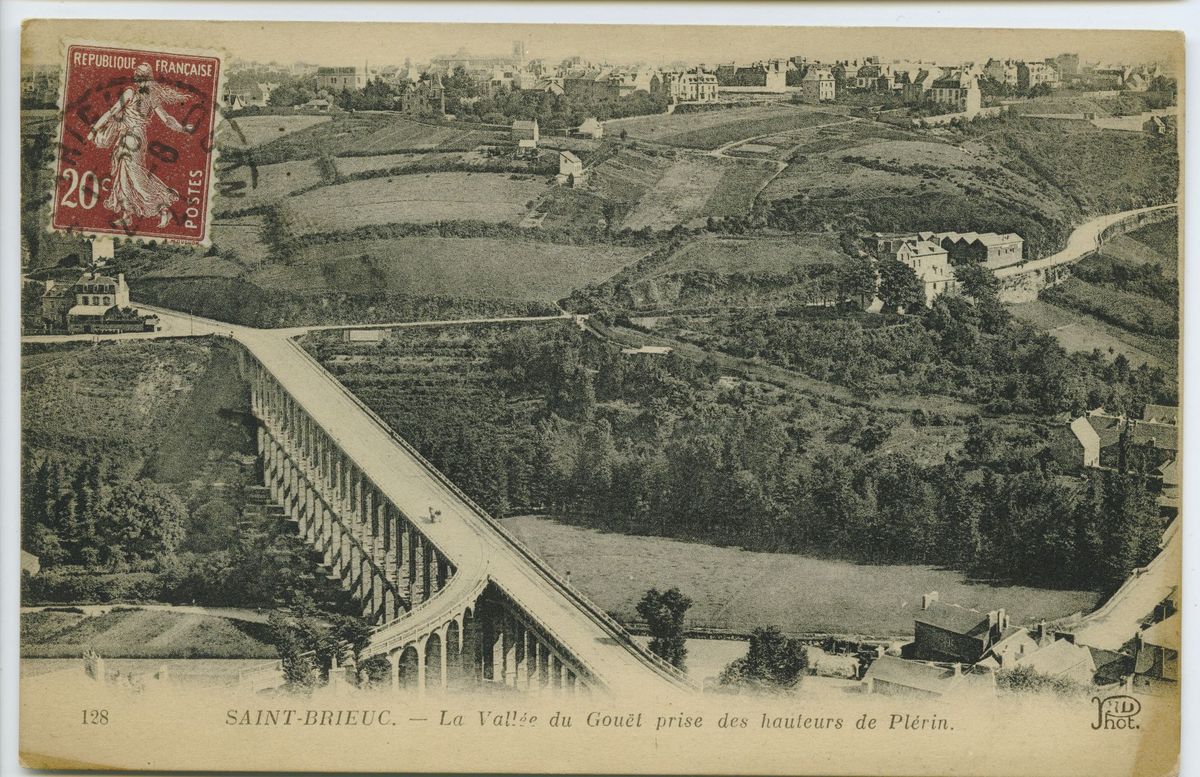 REPUBLIQUE FRANÇAISE
20c
POSTES
128
SAINT-BRIEUC. — La Vallée du Gouët prise des hauteurs de Plérin.
ND
Phot.